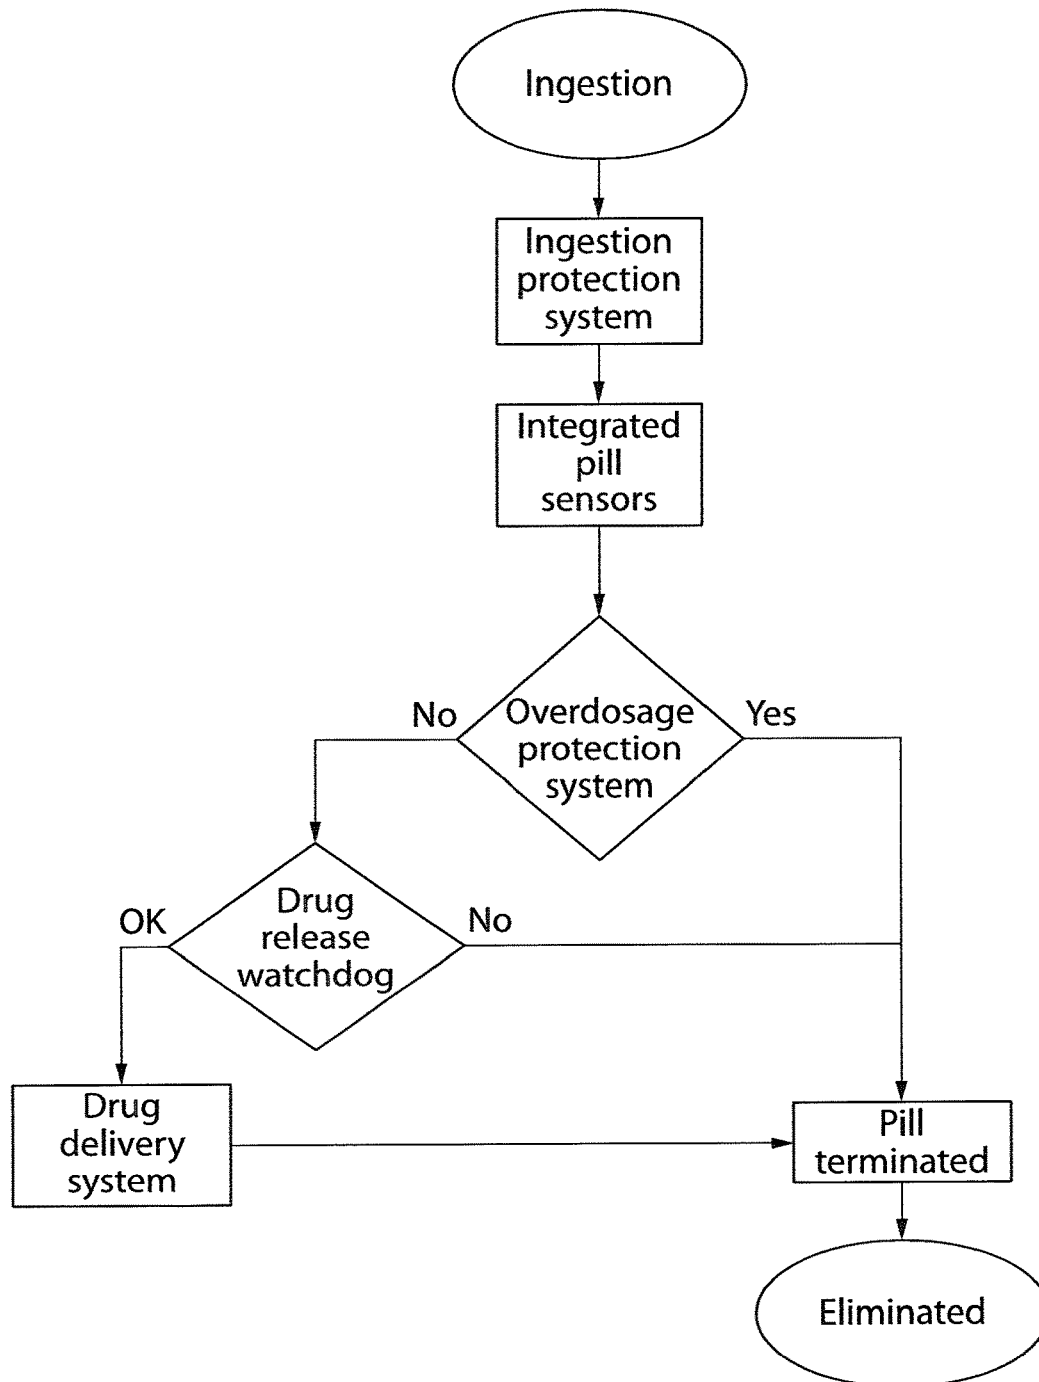 Ingestion
Ingestion
protection
system
Integrated
pill
sensors
No
Overdosage
protection
system
Yes
OK
Drug
release
watchdog
No
Drug
delivery
system
Pill
terminated
Eliminated